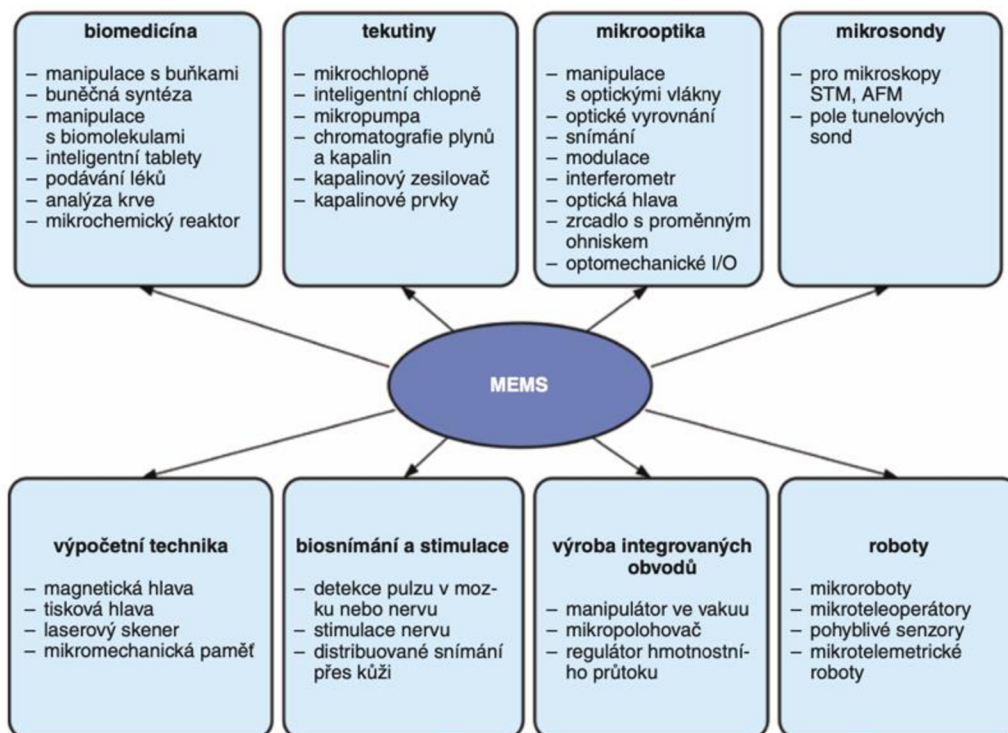 biomedicína
– manipulace s buňkami
– buněčná syntéza
– manipulace
s biomolekulami
– inteligentní tablety
– podávání léků
– analýza krve
– mikrochemický reaktor
tekutiny
– mikrochlopně
– inteligentní chlopně
– mikropumpa
– chromatografie plynů
a kapalin
– kapalinový zesilovač
– kapalinové prvky
mikrooptika
– manipulace
s optickými vlákny
– optické vyrovnání
– snímání
– modulace
– interferometr
– optická hlava
– zrcadlo s proměnným
ohniskem
– optomechanické I/O
mikrosondy
– pro mikroskopy
STM, AFM
– pole tunelových
sond
MEMS
výpočetní technika
– magnetická hlava
– tisková hlava
– laserový skener
– mikromechanická paměť
biosnímání a stimulace
– detekce pulzu v moz-
ku nebo nervu
– stimulace nervu
– distribuované snímání
přes kůži
výroba integrovaných
obvodů
– manipulátor ve vakuu
– mikropolohovač
– regulátor hmotnostní-
ho průtoku
roboty
– mikroroboty
– mikroteleoperátory
– pohyblivé senzory
– mikrotelemetrické
roboty